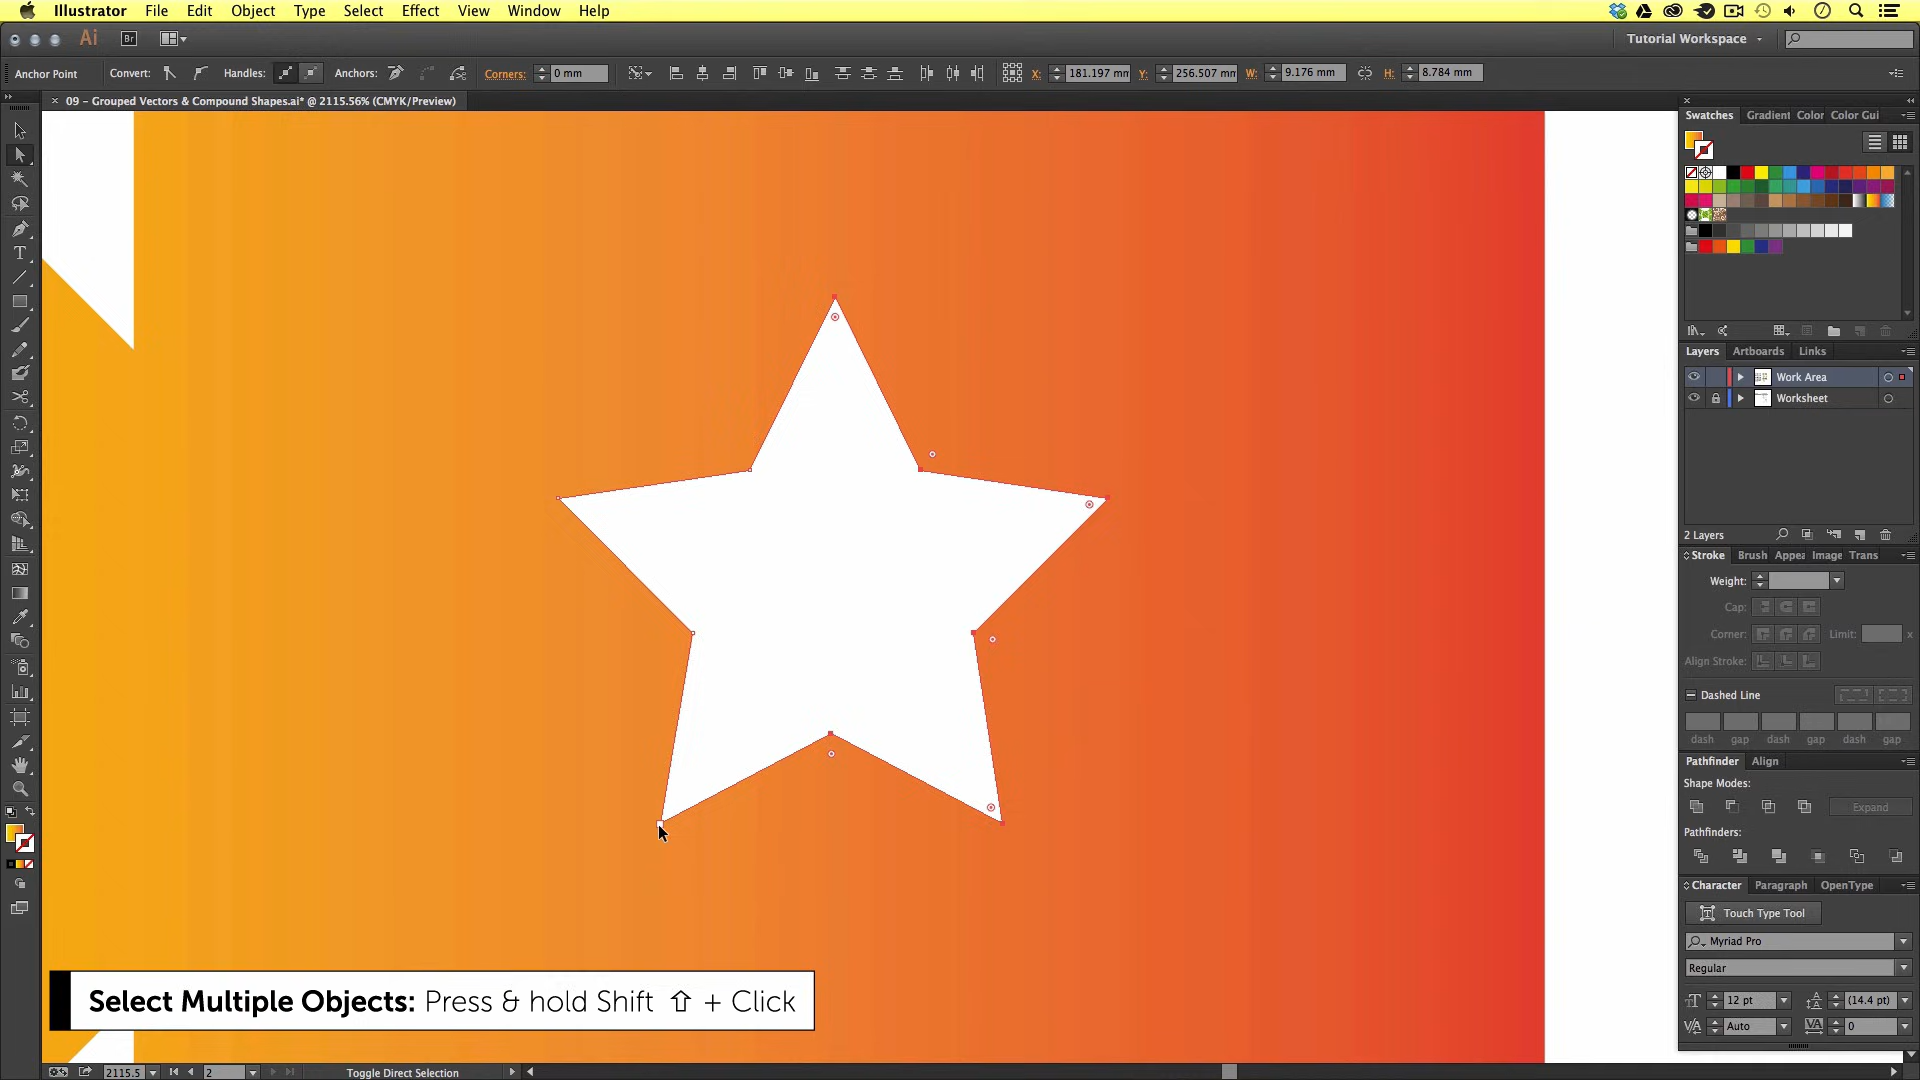 Illustrator File Edit Object Type Select Effect View Window Help
Ai Br Tutorial Workspace
Anchor Point Convert: Handles: Anchors: Corners: 0 mm X: 181.197 mm Y: 256.507 mm W: 9.176 mm H: 8.784 mm
× 09 – Grouped Vectors & Compound Shapes.ai* @ 2115.56% (CMYK/Preview)
Swatches Gradient Color Color Gui
Layers Artboards Links
Work Area
Worksheet
2 Layers
Stroke Brush Appea Image Trans
Weight:
Cap:
Corner: Limit: x
Align Stroke:
Dashed Line
dash gap dash gap dash gap
Pathfinder Align
Shape Modes:
Expand
Pathfinders:
Character Paragraph OpenType
Touch Type Tool
Myriad Pro
Regular
12 pt (14.4 pt)
Auto 0
Select Multiple Objects: Press & hold Shift ⇧ + Click
2115.5 2 Toggle Direct Selection